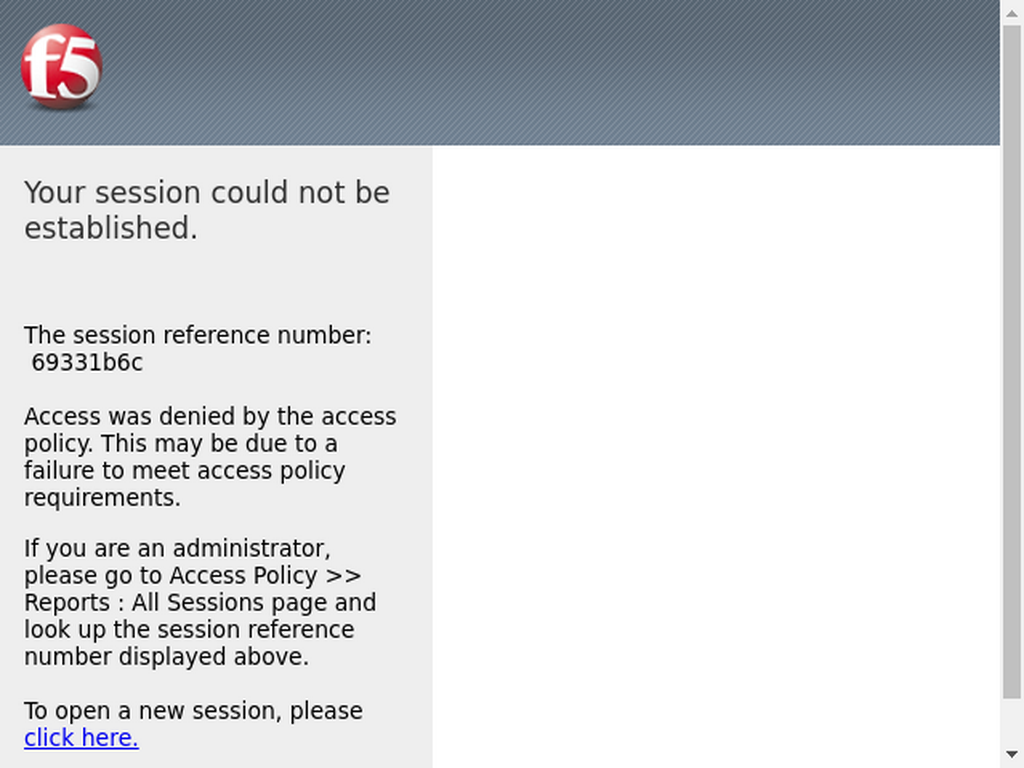 f5
Your session could not be
established.
The session reference number:
69331b6c
Access was denied by the access
policy. This may be due to a
failure to meet access policy
requirements.
If you are an administrator,
please go to Access Policy >>
Reports : All Sessions page and
look up the session reference
number displayed above.
To open a new session, please
click here.